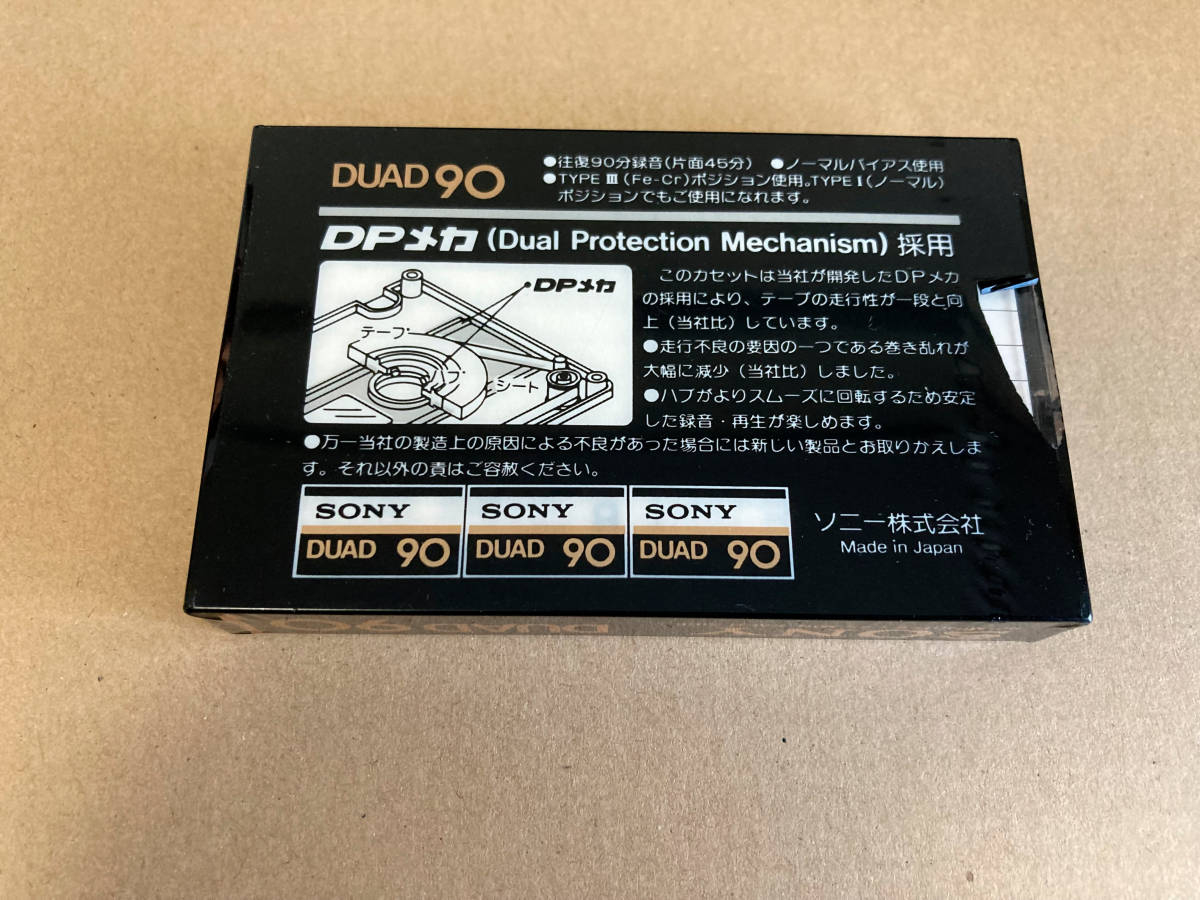 DUAD 90
●往復90分録音(片面45分) ●ノーマルバイアス使用
●TYPE Ⅲ (Fe-Cr)ポジション使用。TYPE Ⅰ(ノーマル)
ポジションでもご使用になれます。
DPメカ (Dual Protection Mechanism) 採用
DPメカ
テープ
ハブ
シート
このカセットは当社が開発したDPメカ
の採用により、テープの走行性が一段と向
上(当社比)しています。
●走行不良の要因の一つである巻き乱れが
大幅に減少(当社比)しました。
●ハブがよりスムーズに回転するため安定
した録音・再生が楽しめます。
●万一当社の製造上の原因による不良があった場合には新しい製品とお取りかえしま
す。それ以外の責はご容赦ください。
SONY
DUAD 90
SONY
DUAD 90
SONY
DUAD 90
ソニー株式会社
Made in Japan
SONY DUAD 90